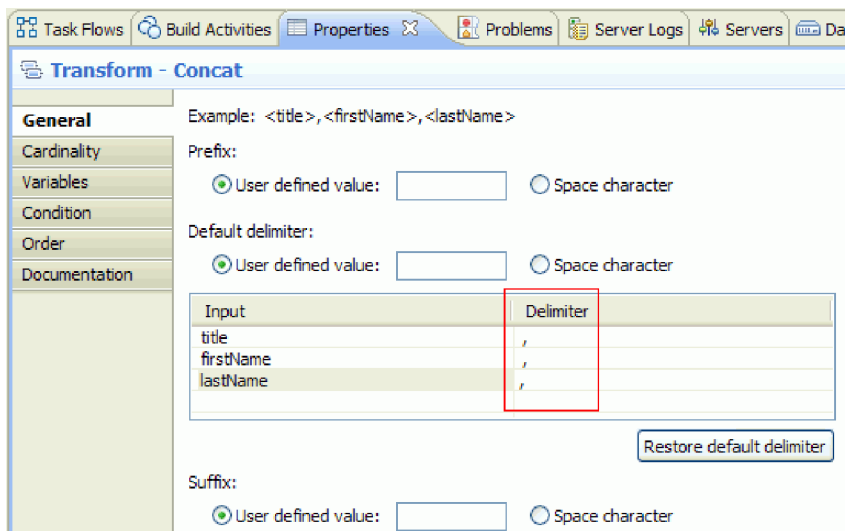 Task Flows Build Activities Properties Problems Server Logs Servers Da
Transform - Concat
General
Example: <title>,<firstName>,<lastName>
Cardinality
Prefix:
Variables
User defined value: Space character
Condition
Default delimiter:
Order
User defined value: Space character
Documentation
Input Delimiter
title ,
firstName ,
lastName ,
Restore default delimiter
Suffix:
User defined value: Space character